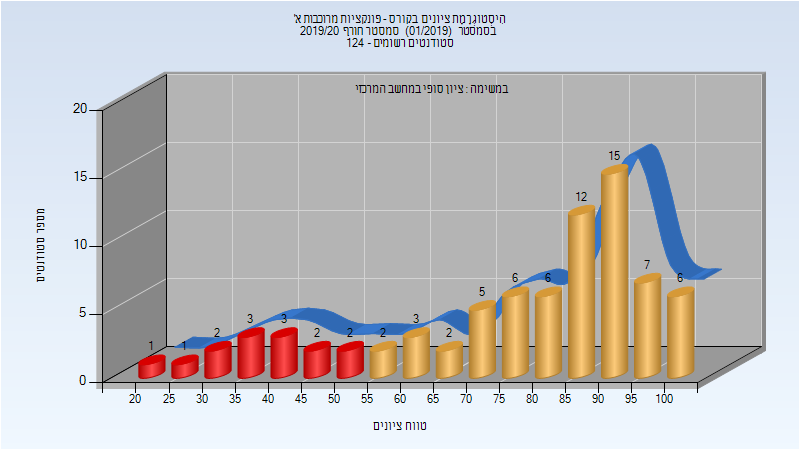 היסטוגרמת ציונים בקורס - פונקציות מרוכבות א'
בסמסטר (01/2019) סמסטר חורף 2019/20
סטודנטים רשומים - 124
במשימה : ציון סופי במחשב המרכזי
מספר סטודנטים
20
15
10
5
0
1 1 2 3 3 2 2 2 3 2 5 6 6 12 15 7 6
20 25 30 35 40 45 50 55 60 65 70 75 80 85 90 95 100
טווח ציונים